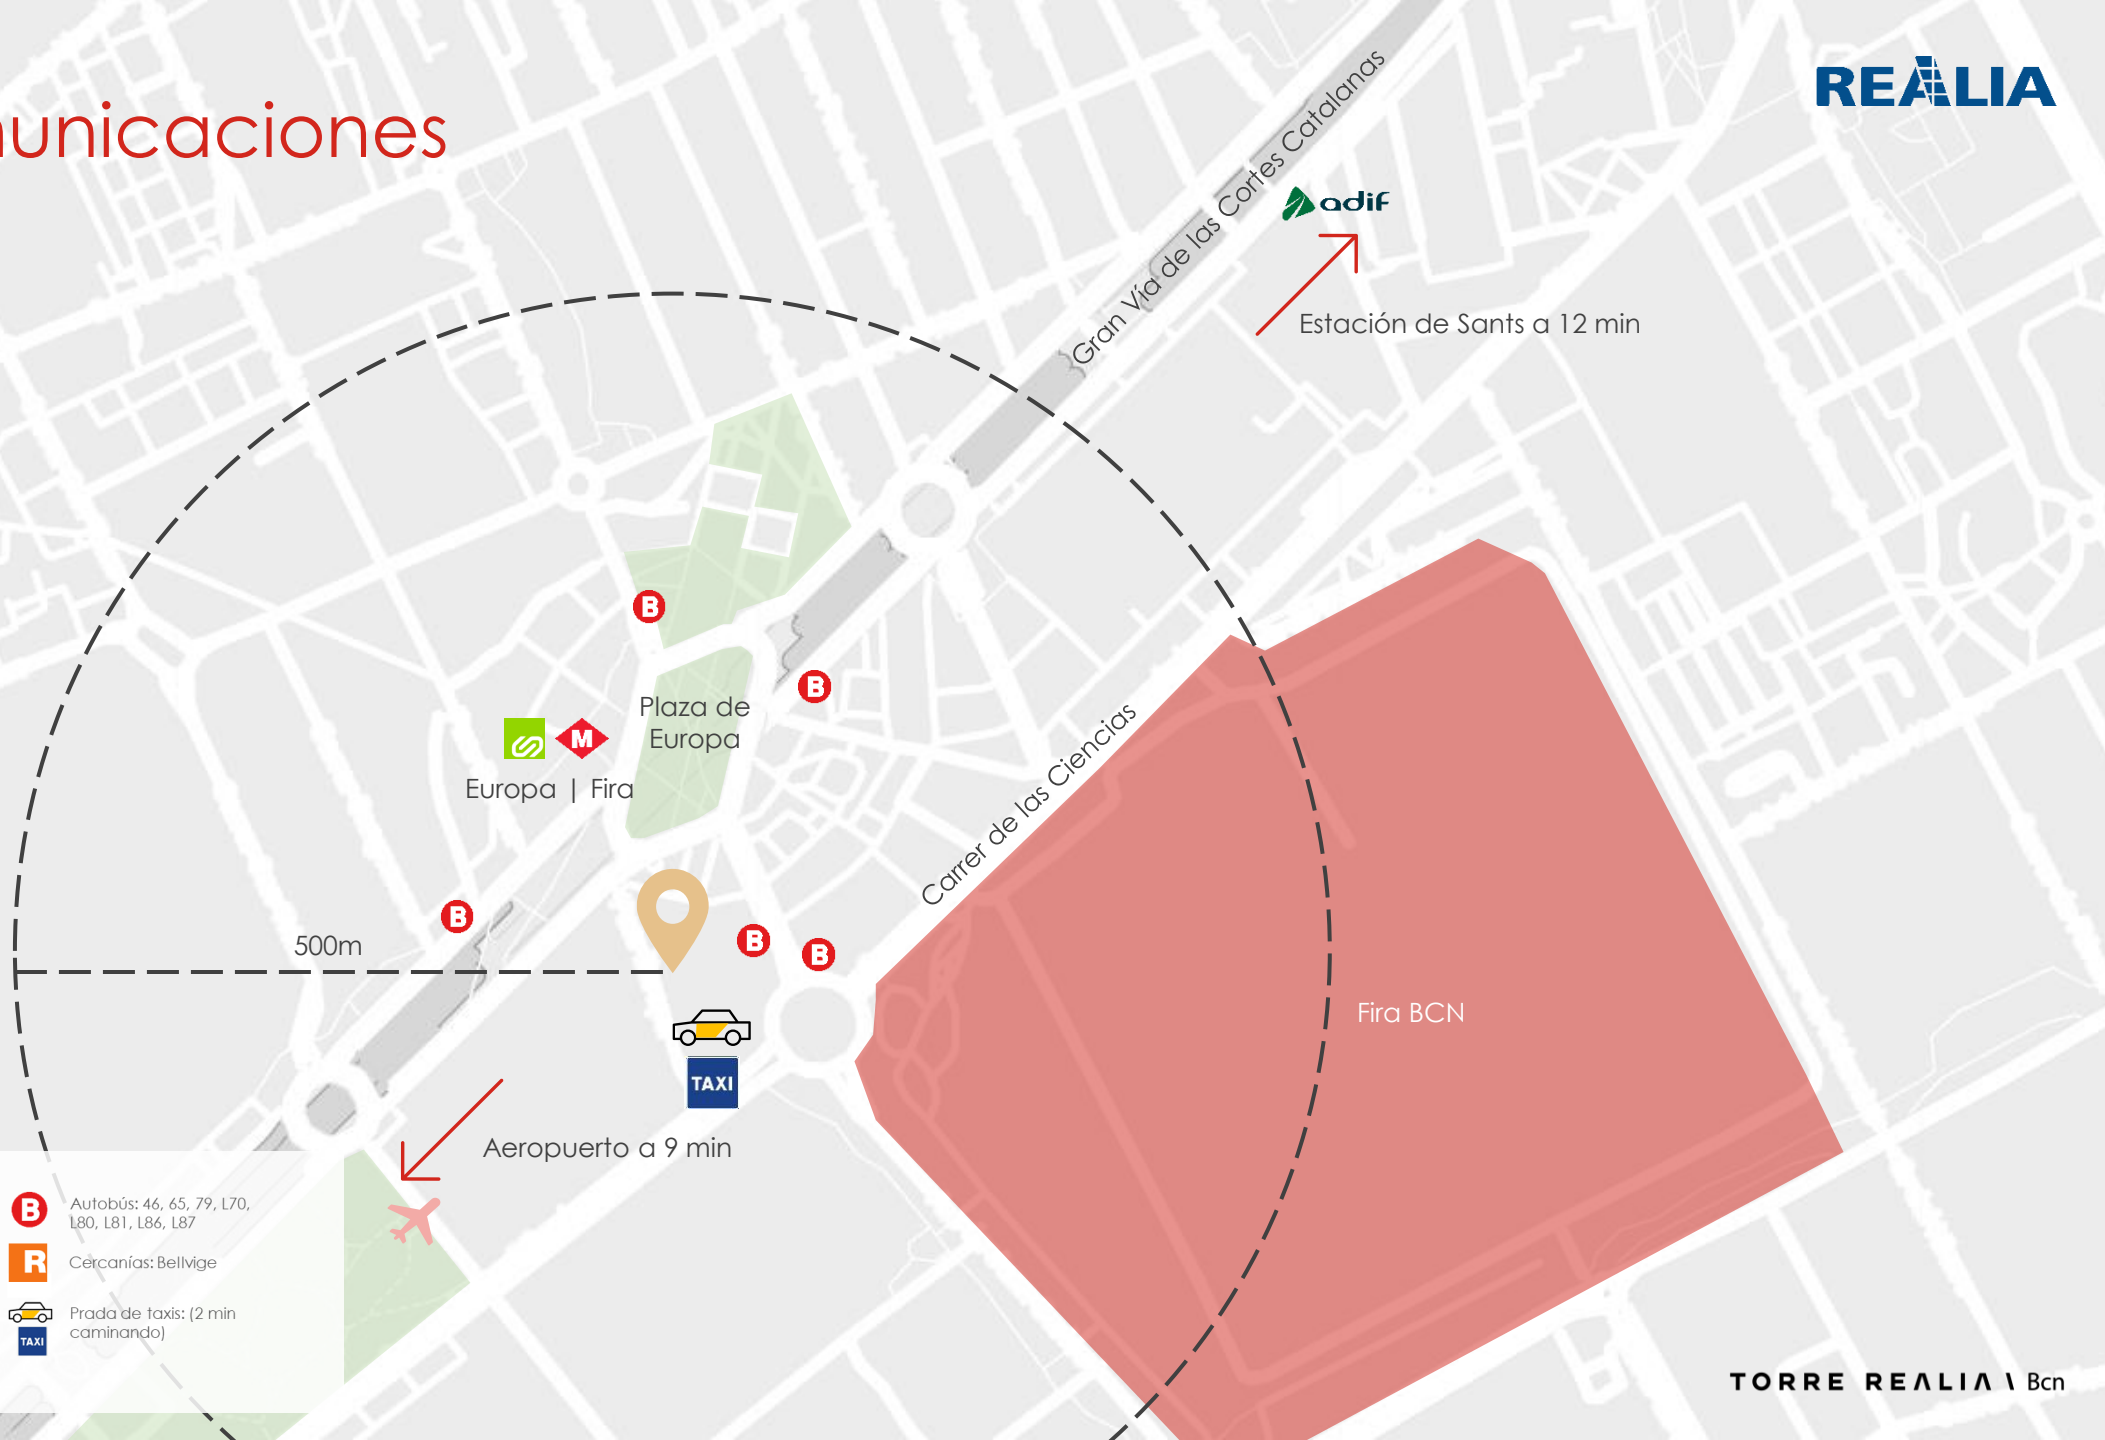 unicaciones
REALIA
Gran Vía de las Cortes Catalanas
adif
Estación de Sants a 12 min
B
B
Plaza de
Europa
M
Europa | Fira
Carrer de las Ciencias
B
B
B
500m
Fira BCN
TAXI
Aeropuerto a 9 min
B
Autobús: 46, 65, 79, L70,
L80, L81, L86, L87
R
Cercanías: Bellvige
Prada de taxis: (2 min
caminando)
TAXI
TORRE REALIA \ Bcn